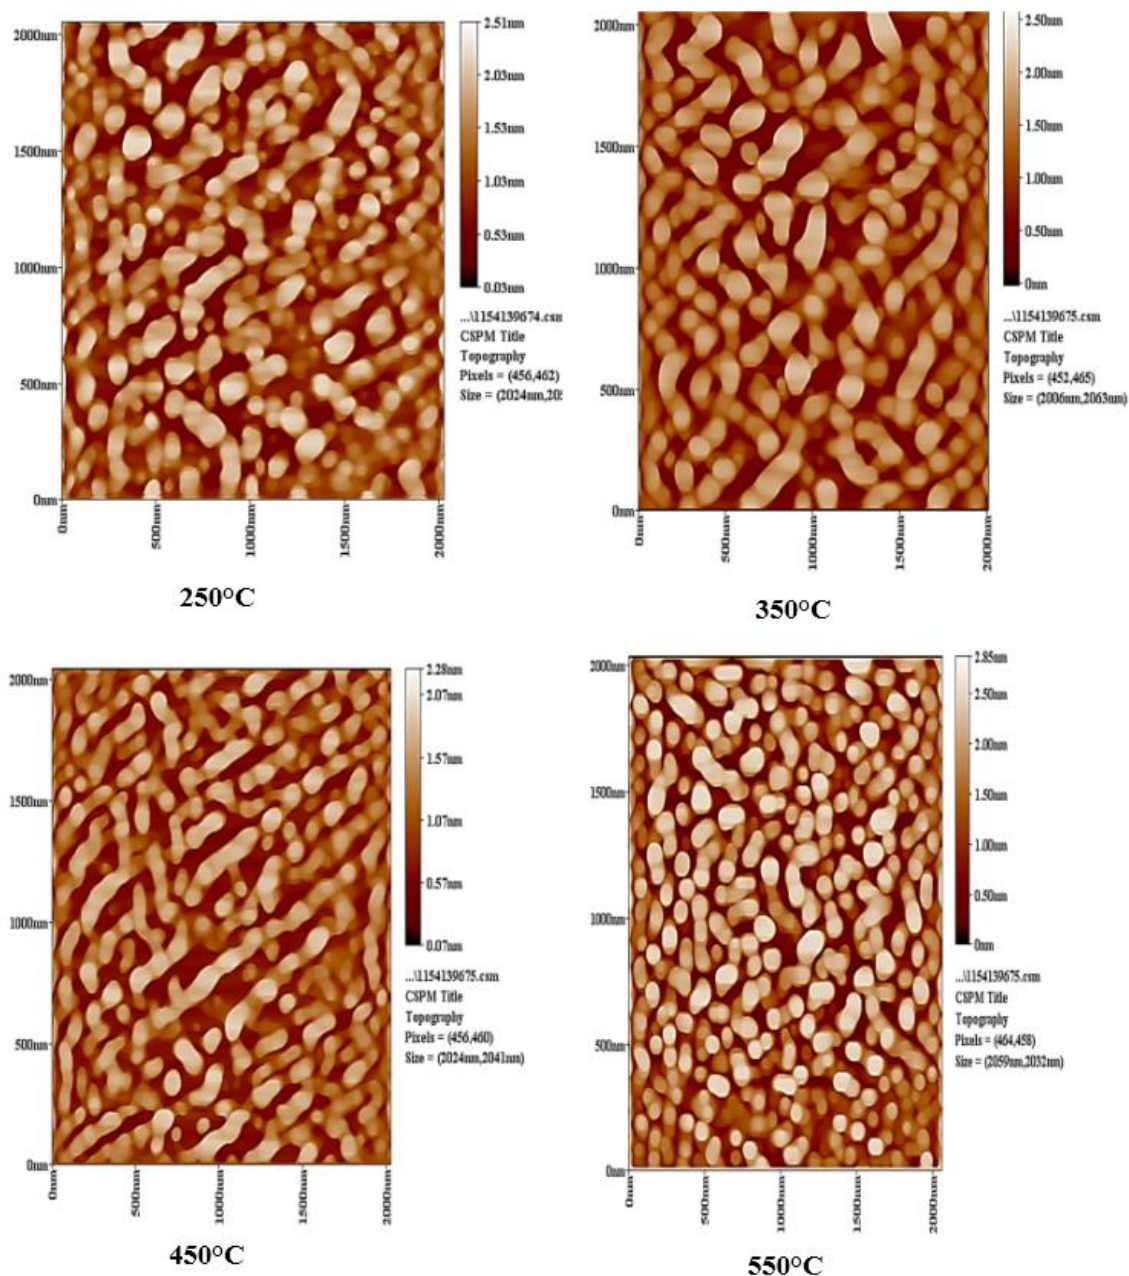 2.51nm
2000nm
2.03nm
1.53nm
1500nm
1.03nm
0.53nm
1000nm
0.03nm
...\1154139674.csm
CSPM Title
Topography
500nm
Pixels = (456,462)
Size = (2024nm,20
0nm
0nm
500nm
1000nm
1500nm
2000nm
250°C
2.50nm
2000nm
2.00nm
1.50nm
1500nm
1.00nm
0.50nm
1000nm
0nm
...\1154139675.csm
CSPM Title
Topography
Pixels = (452,465)
500nm
Size = (2006nm,2063nm)
0nm
0nm
500nm
1000nm
1500nm
2000nm
350°C
2.28nm
2000nm
2.07nm
1.57nm
1500nm
1.07nm
0.57nm
1000nm
0.07nm
...\1154139675.csm
CSPM Title
Topography
Pixels = (456,460)
500nm
Size = (2024nm,2041nm)
0nm
0nm
500nm
1000nm
1500nm
2000nm
450°C
2.85nm
2000nm
2.50nm
2.00nm
1500nm
1.50nm
1.00nm
1000nm
0.50nm
0nm
...\1154139675.csm
CSPM Title
Topography
500nm
Pixels = (464,458)
Size = (2059nm,2032nm)
0nm
0nm
500nm
1000nm
1500nm
2000nm
550°C